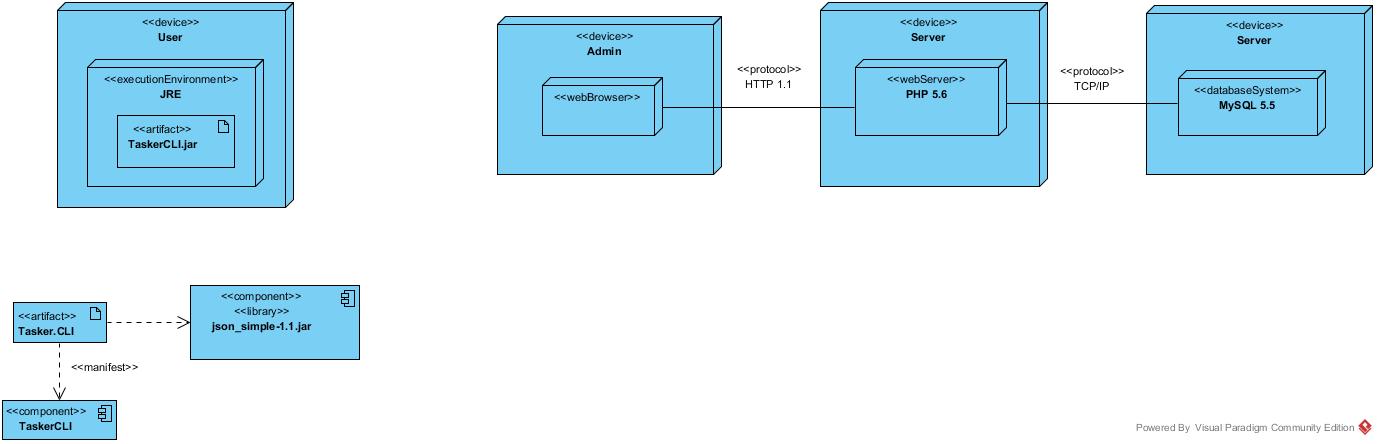 <<device>>
User
<<executionEnvironment>>
JRE
<<artifact>>
TaskerCLI.jar
<<device>>
Admin
<<webBrowser>>
<<protocol>>
HTTP 1.1
<<device>>
Server
<<webServer>>
PHP 5.6
<<protocol>>
TCP/IP
<<device>>
Server
<<databaseSystem>>
MySQL 5.5
<<artifact>>
Tasker.CLI
<<component>>
<<library>>
json_simple-1.1.jar
<<manifest>>
<<component>>
TaskerCLI
Powered By Visual Paradigm Community Edition